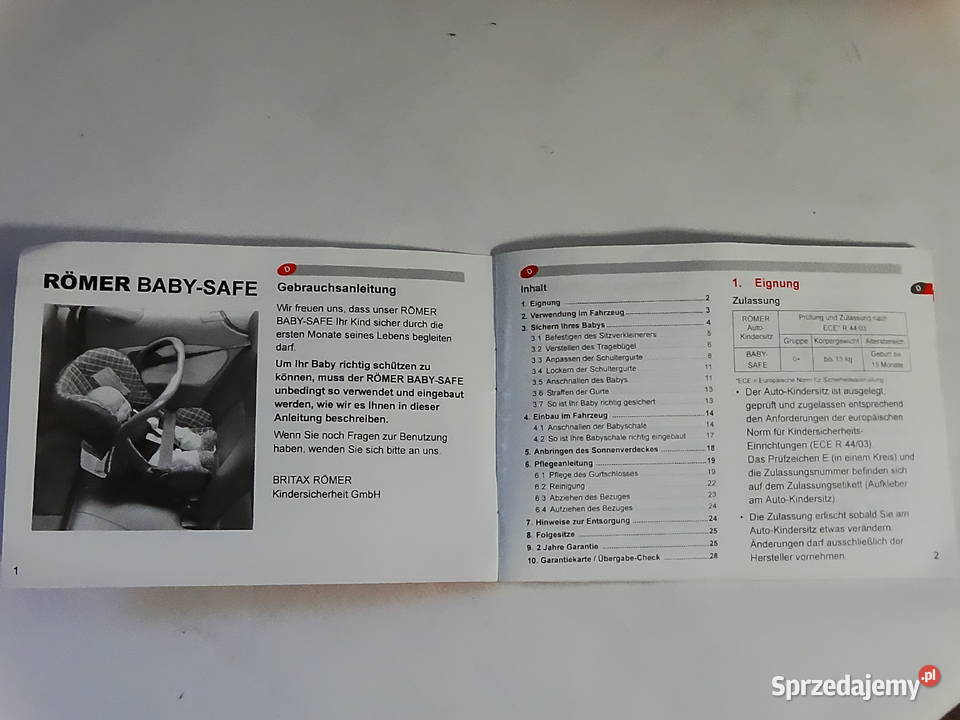 RÖMER BABY-SAFE
D
Gebrauchsanleitung
Wir freuen uns, dass unser RÖMER
BABY-SAFE Ihr Kind sicher durch die
ersten Monate seines Lebens begleiten
darf.
Um Ihr Baby richtig schützen zu
können, muss der RÖMER BABY-SAFE
unbedingt so verwendet und eingebaut
werden, wie wir es Ihnen in dieser
Anleitung beschreiben.
Wenn Sie noch Fragen zur Benutzung
haben, wenden Sie sich bitte an uns.
BRITAX RÖMER
Kindersicherheit GmbH
1
D
Inhalt
1. Eignung 2
2. Verwendung im Fahrzeug 3
3. Sichern Ihres Babys 4
3.1 Befestigen des Sitzverkleinerers 5
3.2 Verstellen des Tragebügel 6
3.3 Anpassen der Schultergurte 8
3.4 Lockern der Schultergurte 11
3.5 Anschnallen des Babys 11
3.6 Straffen der Gurte 13
3.7 So ist Ihr Baby richtig gesichert 13
4. Einbau im Fahrzeug 14
4.1 Anschnallen der Babyschale 14
4.2 So ist Ihre Babyschale richtig eingebaut 17
5. Anbringen des Sonnenverdeckes 18
6. Pflegeanleitung 19
6.1 Pflege des Gurtschlosses 19
6.2 Reinigung 22
6.3 Abziehen des Bezuges 23
6.4 Aufziehen des Bezuges 24
7. Hinweise zur Entsorgung 24
8. Folgesitze 25
9. 2 Jahre Garantie 25
10. Garantiekarte / Übergabe-Check 28
1. Eignung
D
Zulassung
RÖMER
Auto-
Kindersitz
Prüfung und Zulassung nach
ECE* R 44/03
Gruppe Körpergewicht Altersbereich
BABY-
SAFE
0+
bis 13 kg
Geburt bis
15 Monate
*ECE = Europäische Norm für Sicherheitsausrüstung
• Der Auto-Kindersitz ist ausgelegt,
geprüft und zugelassen entsprechend
den Anforderungen der europäischen
Norm für Kindersicherheits-
Einrichtungen (ECE R 44/03).
Das Prüfzeichen E (in einem Kreis) und
die Zulassungsnummer befinden sich
auf dem Zulassungsetikett (Aufkleber
am Auto-Kindersitz).
• Die Zulassung erlischt sobald Sie am
Auto-Kindersitz etwas verändern.
Änderungen darf ausschließlich der
Hersteller vornehmen.
2
Sprzedajemy.pl